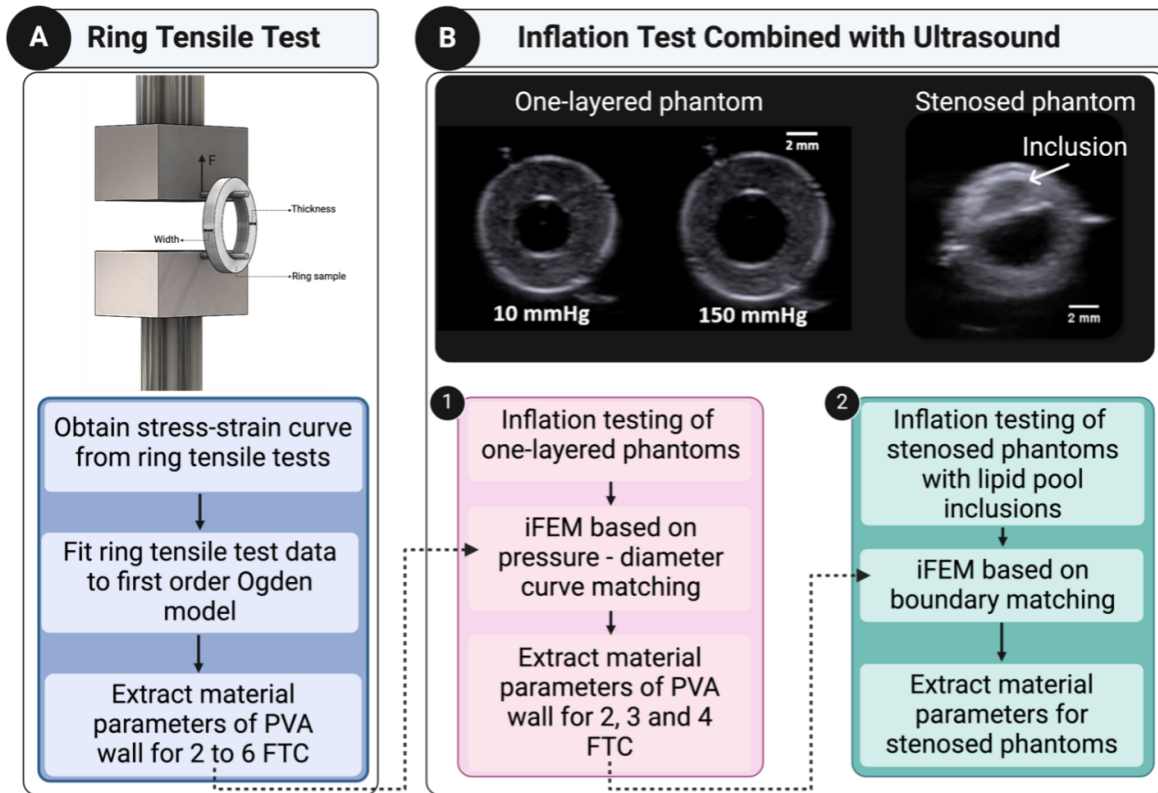 A
Ring Tensile Test
F
Thickness
Width
Ring sample
Obtain stress-strain curve
from ring tensile tests
Fit ring tensile test data
to first order Ogden
model
Extract material
parameters of PVA
wall for 2 to 6 FTC
B
Inflation Test Combined with Ultrasound
One-layered phantom
2 mm
10 mmHg
150 mmHg
Stenosed phantom
Inclusion
2 mm
1
Inflation testing of
one-layered phantoms
iFEM based on
pressure - diameter
curve matching
Extract material
parameters of PVA
wall for 2, 3 and 4
FTC
2
Inflation testing of
stenosed phantoms
with lipid pool
inclusions
iFEM based on
boundary matching
Extract material
parameters for
stenosed phantoms